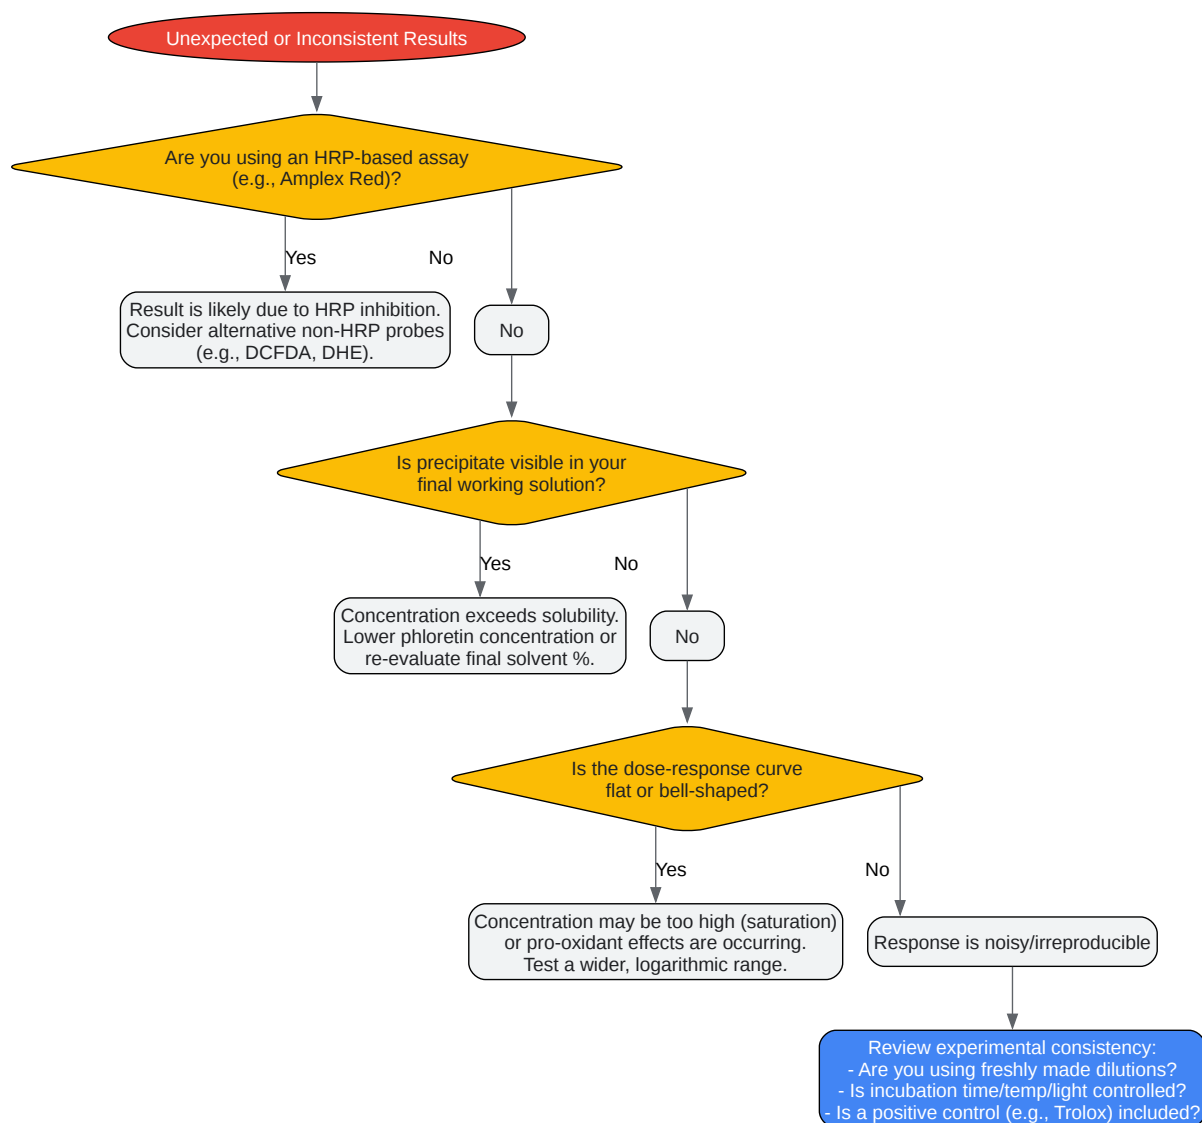 Unexpected or Inconsistent Results
Are you using an HRP-based assay
(e.g., Amplex Red)?
Yes
No
Result is likely due to HRP inhibition.
Consider alternative non-HRP probes
(e.g., DCFDA, DHE).
No
Is precipitate visible in your
final working solution?
Yes
No
Concentration exceeds solubility.
Lower phloretin concentration or
re-evaluate final solvent %.
No
Is the dose-response curve
flat or bell-shaped?
Yes
No
Concentration may be too high (saturation)
or pro-oxidant effects are occurring.
Test a wider, logarithmic range.
Response is noisy/irreproducible
Review experimental consistency:
- Are you using freshly made dilutions?
- Is incubation time/temp/light controlled?
- Is a positive control (e.g., Trolox) included?